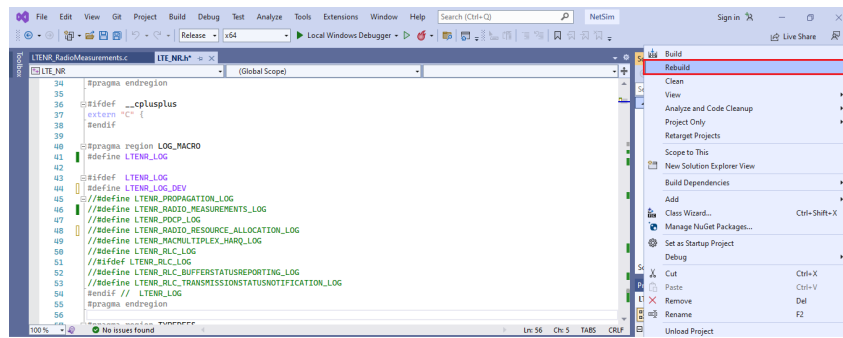 File Edit View Git Project Build Debug Test Analyze Tools Extensions Window Help Search (Ctrl+Q) NetSim Sign in
Release x64 Local Windows Debugger Live Share
Toolbox
LTENR_RadioMeasurements.c LTE_NR.h*
LTE_NR (Global Scope)
34 #pragma endregion
35
36 #ifdef __cplusplus
37 extern "C" {
38 #endif
39
40 #pragma region LOG_MACRO
41 #define LTENR_LOG
42
43 #ifdef LTENR_LOG
44 #define LTENR_LOG_DEV
45 //#define LTENR_PROPAGATION_LOG
46 //#define LTENR_RADIO_MEASUREMENTS_LOG
47 //#define LTENR_PDCP_LOG
48 //#define LTENR_RADIO_RESOURCE_ALLOCATION_LOG
49 //#define LTENR_MACMULTIPLEX_HARQ_LOG
50 //#define LTENR_RLC_LOG
51 //#ifdef LTENR_RLC_LOG
52 //#define LTENR_RLC_BUFFERSTATUSREPORTING_LOG
53 //#define LTENR_RLC_TRANSMISSIONSTATUSNOTIFICATION_LOG
54 #endif // LTENR_LOG
55 #pragma endregion
56
100 % No issues found Ln: 56 Ch: 5 TABS CRLF
Build
Rebuild
Clean
View
Analyze and Code Cleanup
Project Only
Retarget Projects
Scope to This
New Solution Explorer View
Build Dependencies
Add
Class Wizard... Ctrl+Shift+X
Manage NuGet Packages...
Set as Startup Project
Debug
Cut Ctrl+X
Paste Ctrl+V
Remove Del
Rename F2
Unload Project